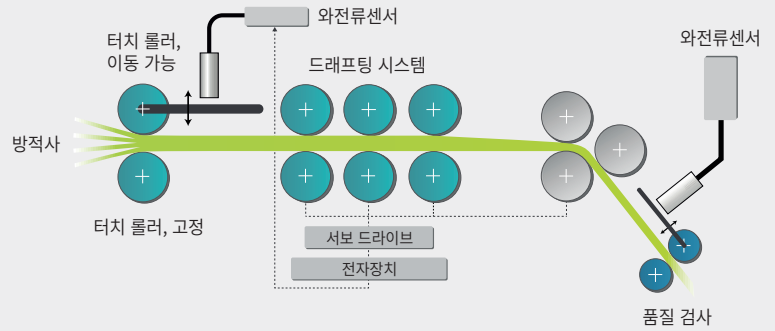 와전류센서
터치 롤러,
이동 가능
드래프팅 시스템
와전류센서
방적사
터치 롤러, 고정
서보 드라이브
전자장치
품질 검사